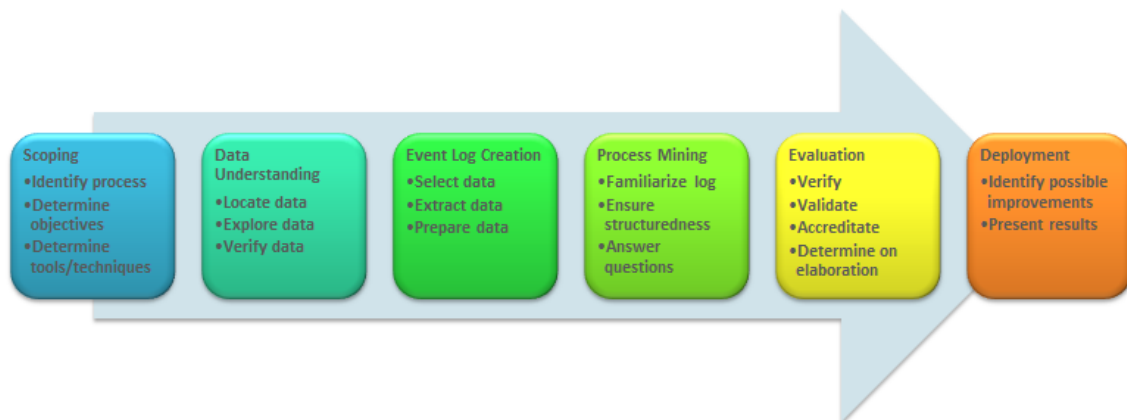 Scoping
•Identify process
•Determine
objectives
•Determine
tools/techniques
Data
Understanding
•Locate data
•Explore data
•Verify data
Event Log Creation
•Select data
•Extract data
•Prepare data
Process Mining
•Familiarize log
•Ensure
structuredness
•Answer
questions
Evaluation
•Verify
•Validate
•Accreditate
•Determine on
elaboration
Deployment
•Identify possible
improvements
•Present results